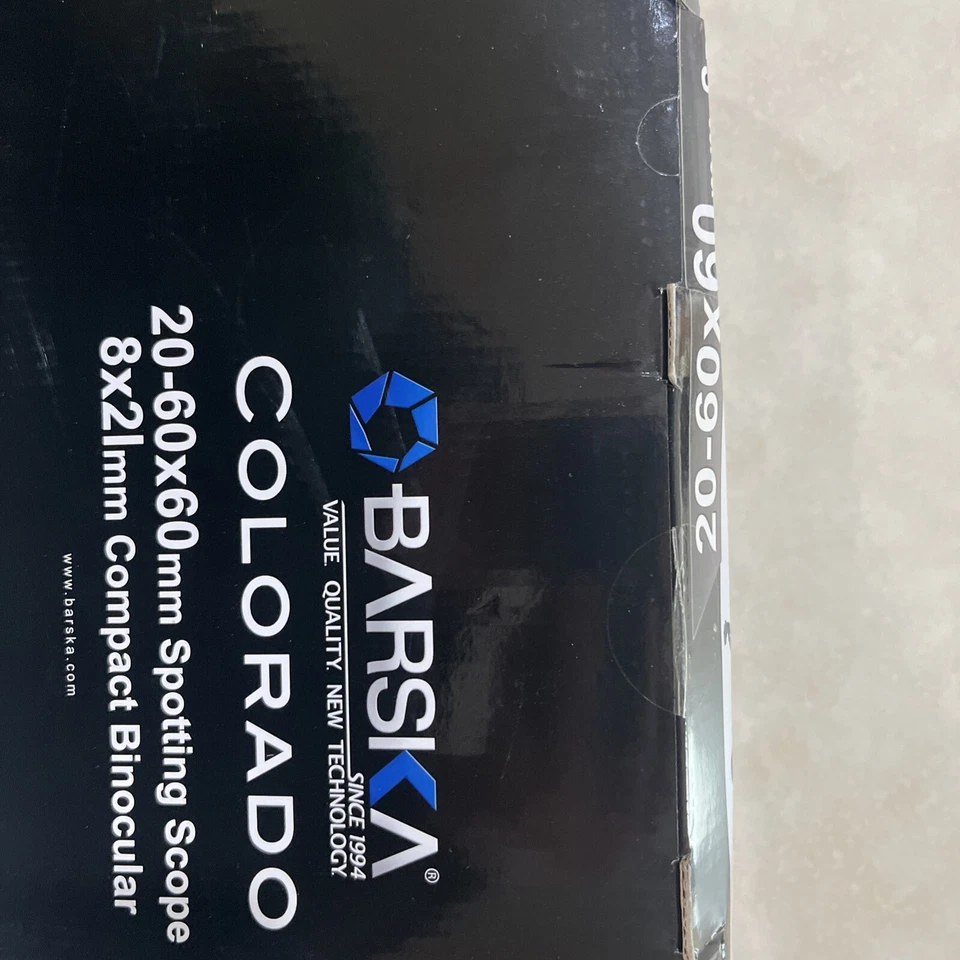 BARSKA®
SINCE 1994
VALUE. QUALITY. NEW TECHNOLOGY.
COLORADO
20-60x60mm Spotting Scope
8x21mm Compact Binocular
www.barska.com
20-60x60